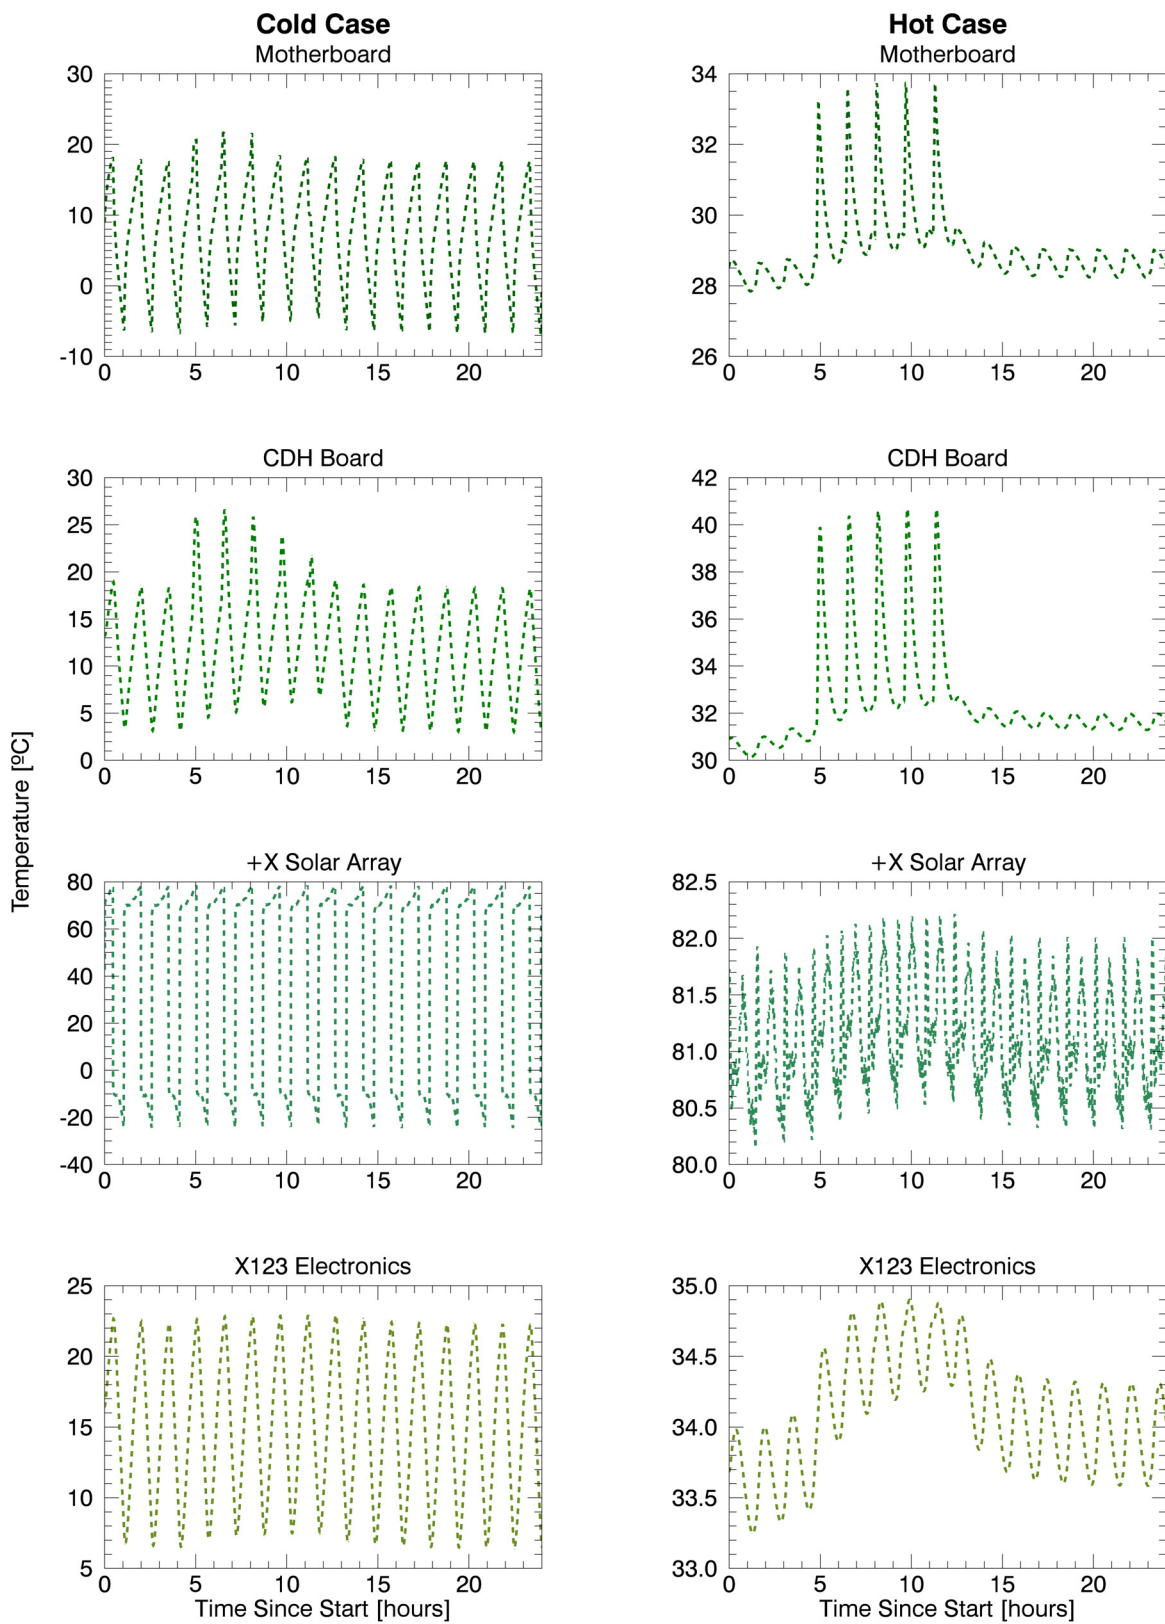 Cold Case
Motherboard
30
20
10
0
-10
0 5 10 15 20
Hot Case
Motherboard
34
32
30
28
26
0 5 10 15 20
CDH Board
30
25
20
15
10
5
0
0 5 10 15 20
CDH Board
42
40
38
36
34
32
30
0 5 10 15 20
Temperature [ºC]
+X Solar Array
80
60
40
20
0
-20
-40
0 5 10 15 20
+X Solar Array
82.5
82.0
81.5
81.0
80.5
80.0
0 5 10 15 20
X123 Electronics
25
20
15
10
5
0 5 10 15 20
Time Since Start [hours]
X123 Electronics
35.0
34.5
34.0
33.5
33.0
0 5 10 15 20
Time Since Start [hours]